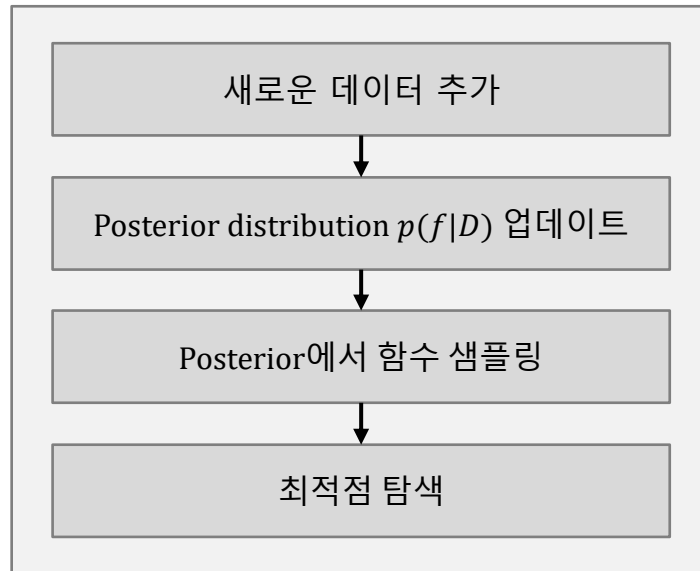 새로운 데이터 추가
Posterior distribution p(f|D) 업데이트
Posterior에서 함수 샘플링
최적점 탐색